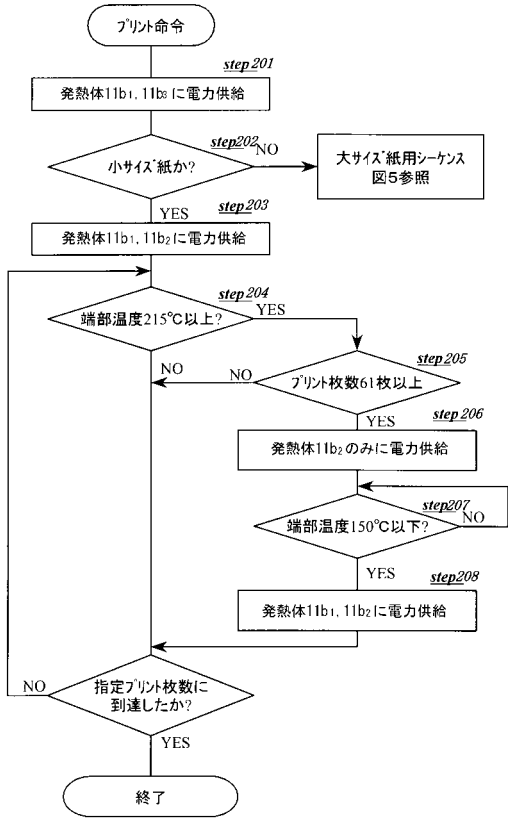 プリント命令
step201
発熱体11b1, 11b3に電力供給
step202
小サイズ紙か?
NO
大サイズ紙用シーケンス
図5参照
YES
step203
発熱体11b1, 11b2に電力供給
step204
端部温度215℃以上?
YES
NO
step205
プリント枚数61枚以上
NO
YES
step206
発熱体11b2のみに電力供給
step207
端部温度150℃以下?
NO
YES
step208
発熱体11b1, 11b2に電力供給
指定プリント枚数に
到達したか?
NO
YES
終了